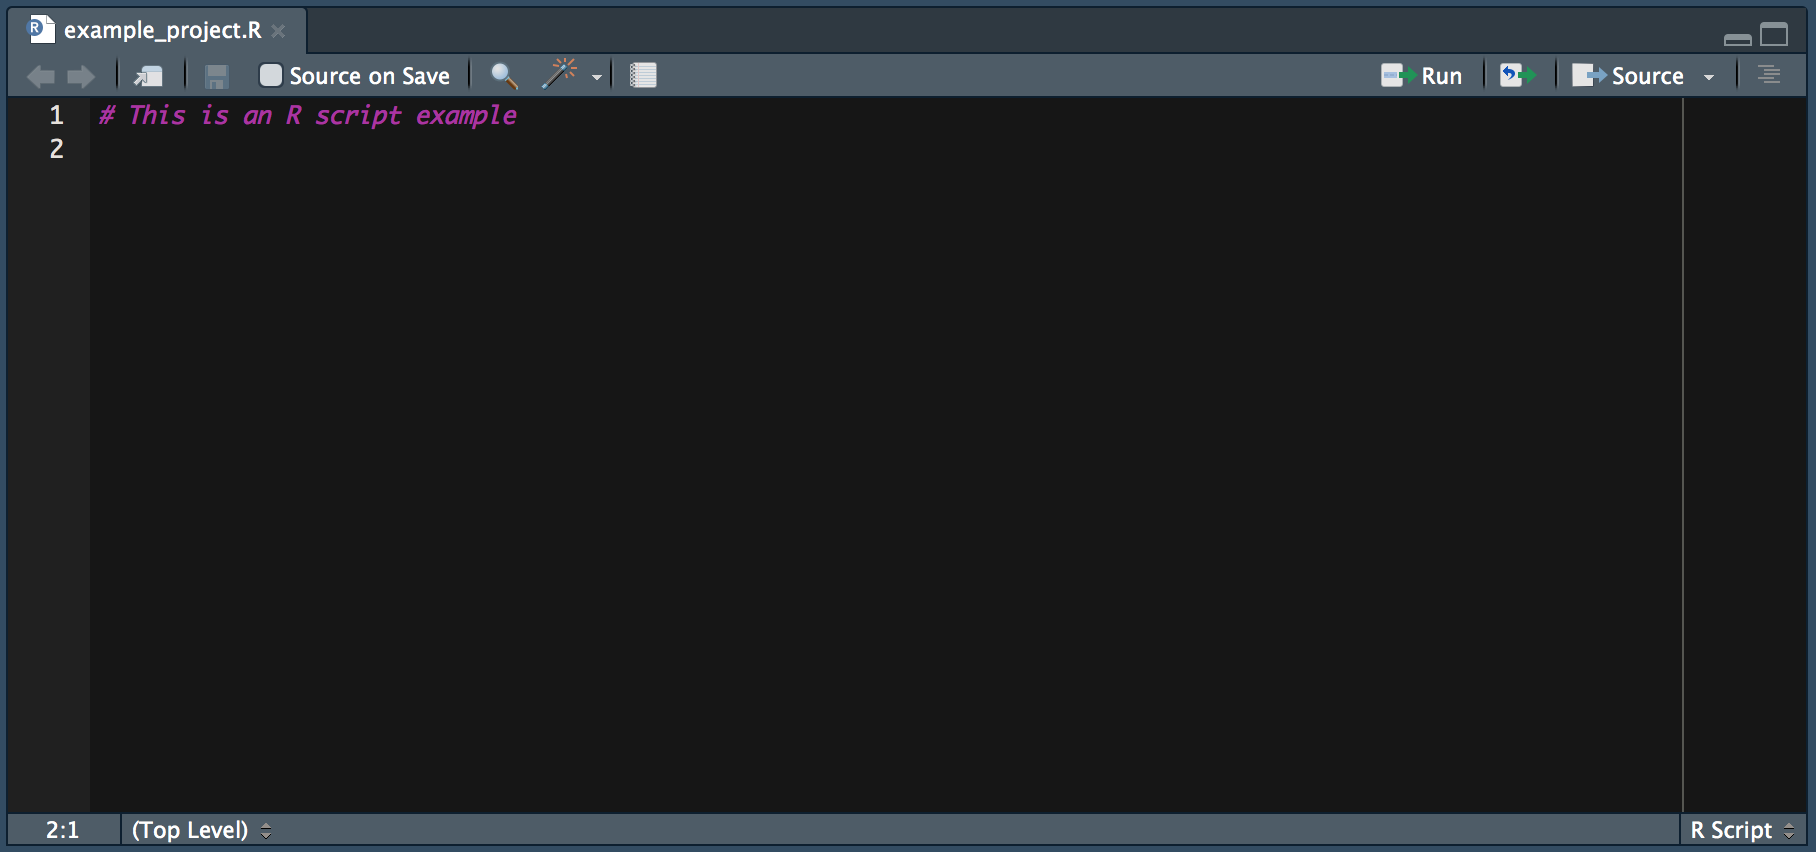 example_project.R
Source on Save
Run
Source
1 # This is an R script example
2
2:1 (Top Level)
R Script